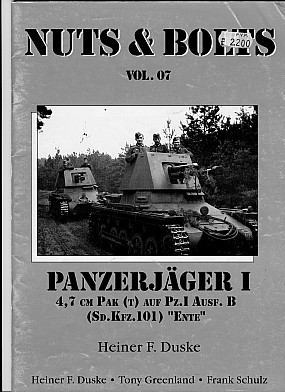 NUTS & BOLTS
2200
VOL. 07
PANZERJÄGER I
4,7 CM PAK (T) AUF PZ.I AUSF. B
(SD.KFZ.101) "ENTE"
Heiner F. Duske
Heiner F. Duske • Tony Greenland • Frank Schulz